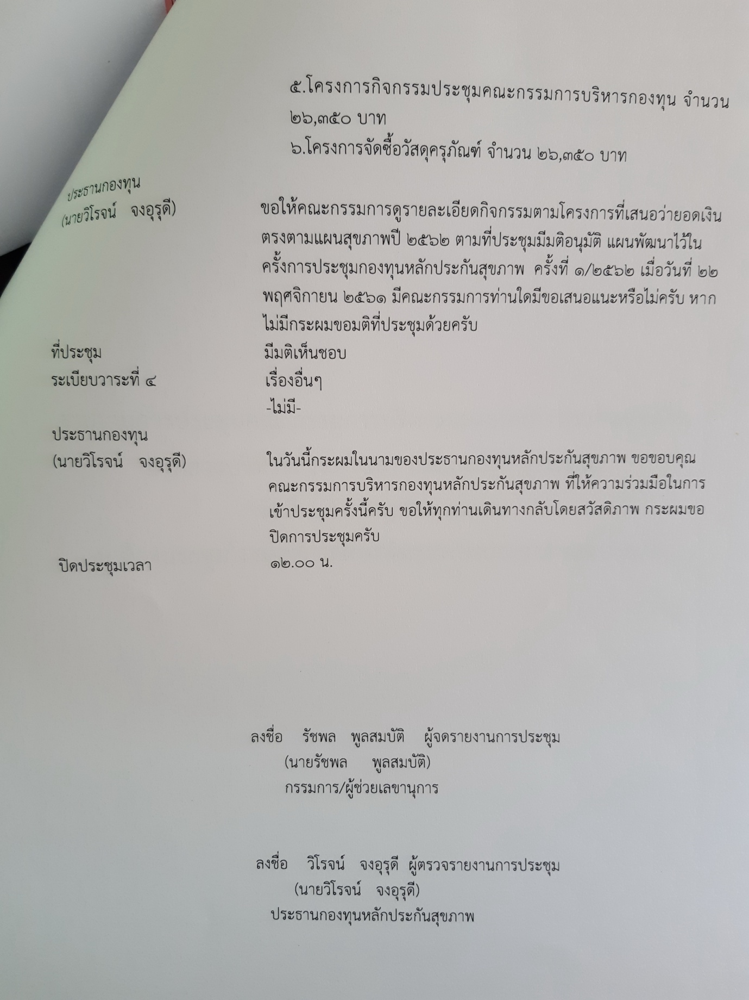 ๕.โครงการกิจกรรมประชุมคณะกรรมการบริหารกองทุน จำนวน
๒๖,๓๕๐ บาท
๖.โครงการจัดซื้อวัสดุครุภัณฑ์ จำนวน ๒๖,๓๕๐ บาท
ประธานกองทุน
(นายวิโรจน์ จงอุรุดี) ขอให้คณะกรรมการดูรายละเอียดกิจกรรมตามโครงการที่เสนอว่ายอดเงิน
ตรงตามแผนสุขภาพปี ๒๕๖๒ ตามที่ประชุมมีมติอนุมัติ แผนพัฒนาไว้ใน
ครั้งการประชุมกองทุนหลักประกันสุขภาพ ครั้งที่ ๑/๒๕๖๒ เมื่อวันที่ ๒๒
พฤศจิกายน ๒๕๖๑ มีคณะกรรมการท่านใดมีขอเสนอแนะหรือไม่ครับ หาก
ไม่มีกระผมขอมติที่ประชุมด้วยครับ
ที่ประชุม มีมติเห็นชอบ
ระเบียบวาระที่ ๔ เรื่องอื่นๆ
-ไม่มี-
ประธานกองทุน
(นายวิโรจน์ จงอุรุดี) ในวันนี้กระผมในนามของประธานกองทุนหลักประกันสุขภาพ ขอขอบคุณ
คณะกรรมการบริหารกองทุนหลักประกันสุขภาพ ที่ให้ความร่วมมือในการ
เข้าประชุมครั้งนี้ครับ ขอให้ทุกท่านเดินทางกลับโดยสวัสดิภาพ กระผมขอ
ปิดการประชุมครับ
ปิดประชุมเวลา ๑๒.๐๐ น.
ลงชื่อ รัชพล พูลสมบัติ ผู้จดรายงานการประชุม
(นายรัชพล พูลสมบัติ)
กรรมการ/ผู้ช่วยเลขานุการ
ลงชื่อ วิโรจน์ จงอุรุดี ผู้ตรวจรายงานการประชุม
(นายวิโรจน์ จงอุรุดี)
ประธานกองทุนหลักประกันสุขภาพ